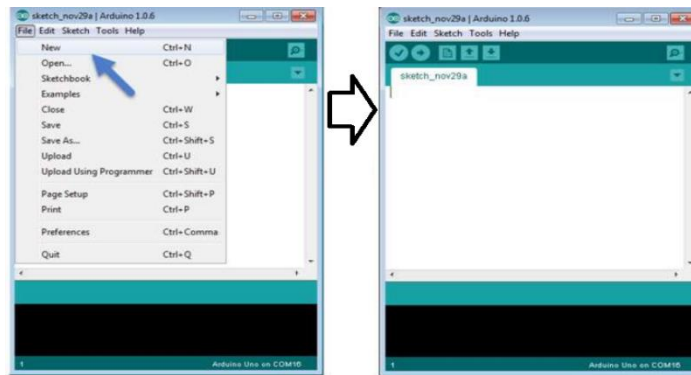 sketch_nov29a | Arduino 1.0.6
File Edit Sketch Tools Help
New Ctrl+N
Open... Ctrl+O
Sketchbook
Examples
Close Ctrl+W
Save Ctrl+S
Save As... Ctrl+Shift+S
Upload Ctrl+U
Upload Using Programmer Ctrl+Shift+U
Page Setup Ctrl+Shift+P
Print Ctrl+P
Preferences Ctrl+Comma
Quit Ctrl+Q
1 Arduino Uno on COM16
sketch_nov29a | Arduino 1.0.6
File Edit Sketch Tools Help
sketch_nov29a
1 Arduino Uno on COM16